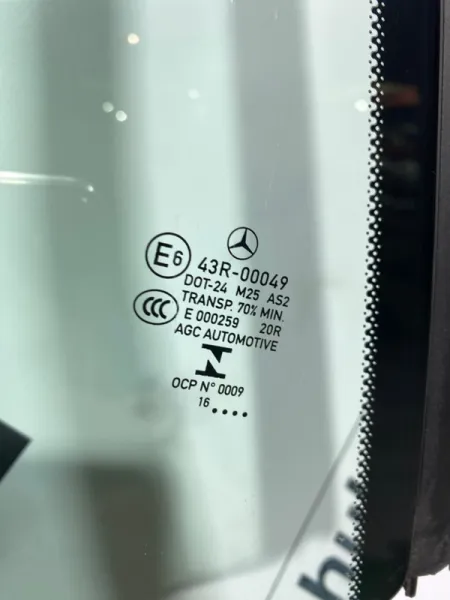 E6 43R-00049
DOT-24 M25 AS2
CCC TRANSP. 70% MIN.
E 000259 20R
AGC AUTOMOTIVE
OCP N° 0009
16 ....